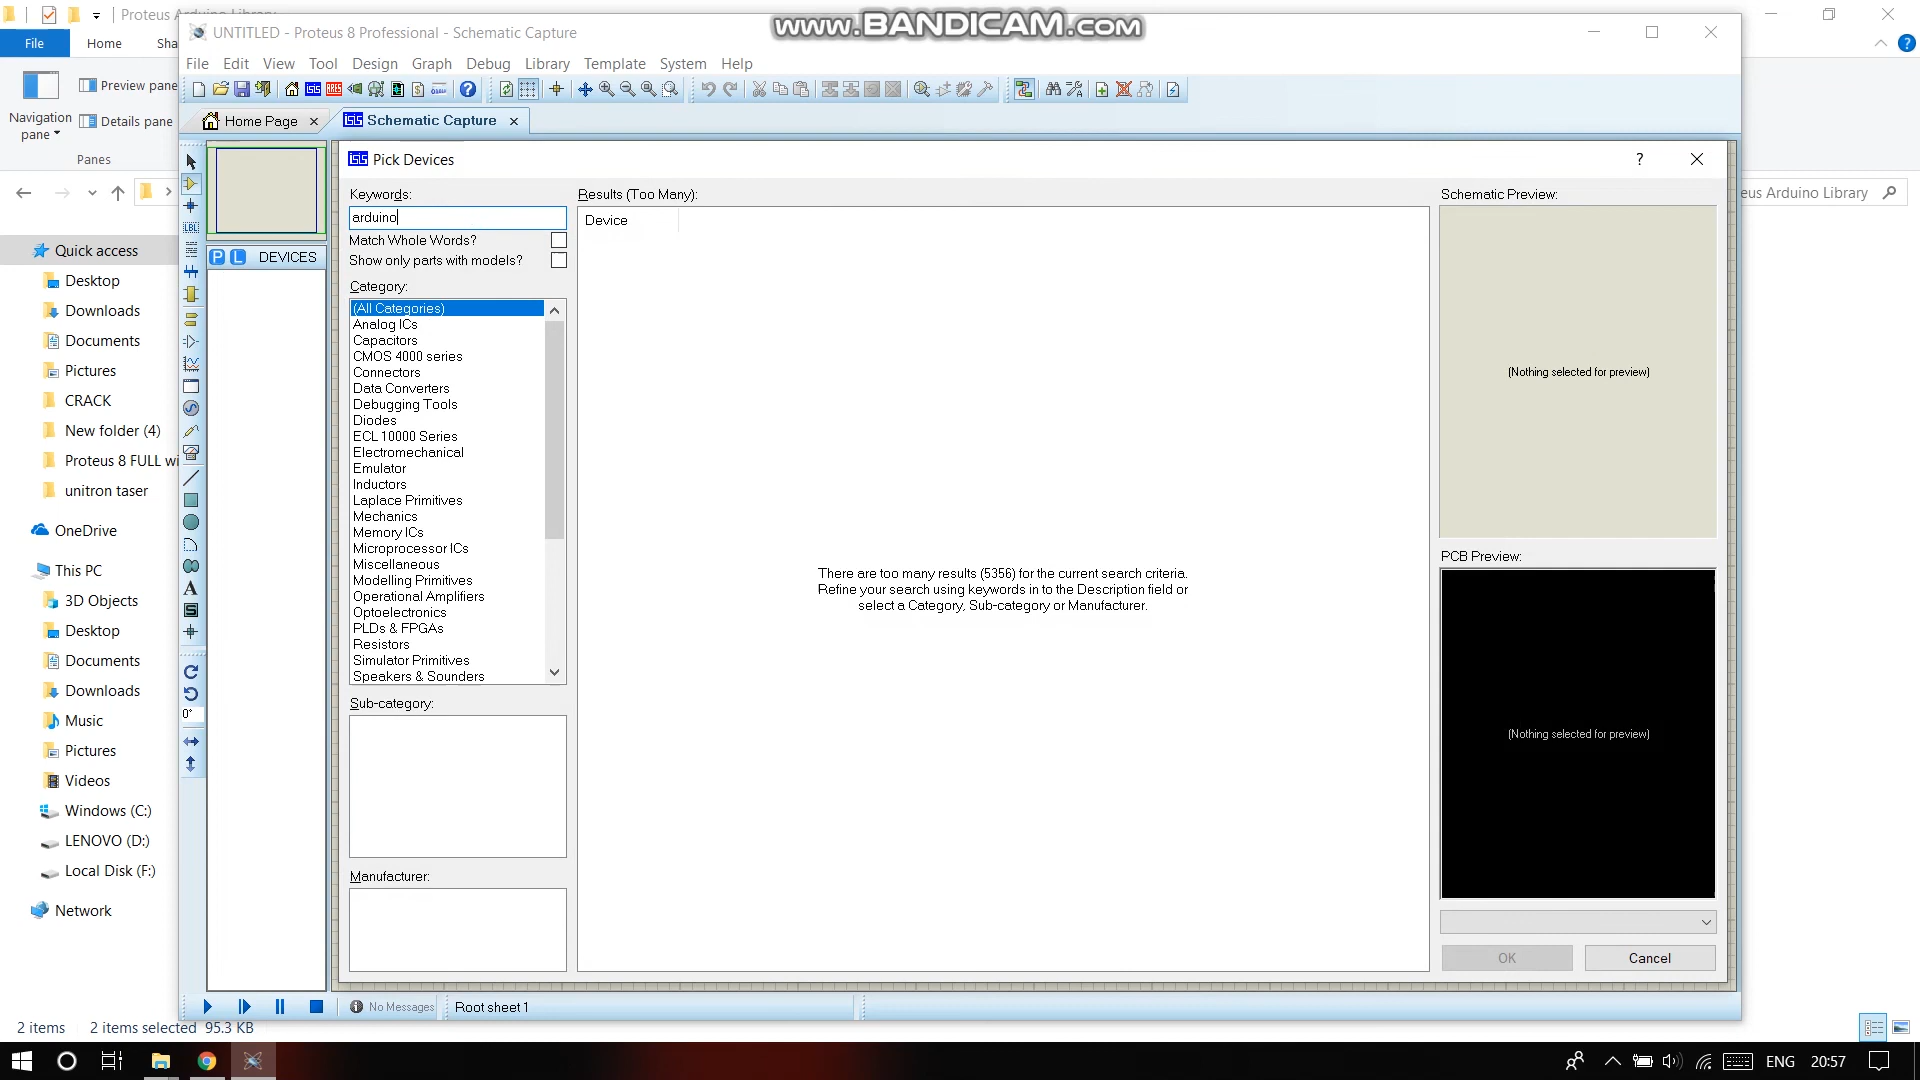 Proteus Arduino Library
www.BANDICAM.com
File
Home
Sha
UNTITLED - Proteus 8 Professional - Schematic Capture
File Edit View Tool Design Graph Debug Library Template System Help
Navigation pane
Preview pane
Details pane
Panes
Home Page
Schematic Capture
eus Arduino Library
Quick access
Desktop
Downloads
Documents
Pictures
CRACK
New folder (4)
Proteus 8 FULL wi
unitron taser
OneDrive
This PC
3D Objects
Desktop
Documents
Downloads
Music
Pictures
Videos
Windows (C:)
LENOVO (D:)
Local Disk (F:)
Network
2 items 2 items selected 95.3 KB
LBL
A
S
0°
P L DEVICES
Pick Devices
?
Keywords:
arduino
Match Whole Words?
Show only parts with models?
Category:
(All Categories)
Analog ICs
Capacitors
CMOS 4000 series
Connectors
Data Converters
Debugging Tools
Diodes
ECL 10000 Series
Electromechanical
Emulator
Inductors
Laplace Primitives
Mechanics
Memory ICs
Microprocessor ICs
Miscellaneous
Modelling Primitives
Operational Amplifiers
Optoelectronics
PLDs & FPGAs
Resistors
Simulator Primitives
Speakers & Sounders
Sub-category:
Manufacturer:
Results (Too Many):
Device
There are too many results (5356) for the current search criteria.
Refine your search using keywords in to the Description field or
select a Category, Sub-category or Manufacturer.
Schematic Preview:
(Nothing selected for preview)
PCB Preview:
(Nothing selected for preview)
OK
Cancel
No Messages
Root sheet 1
ENG
20:57